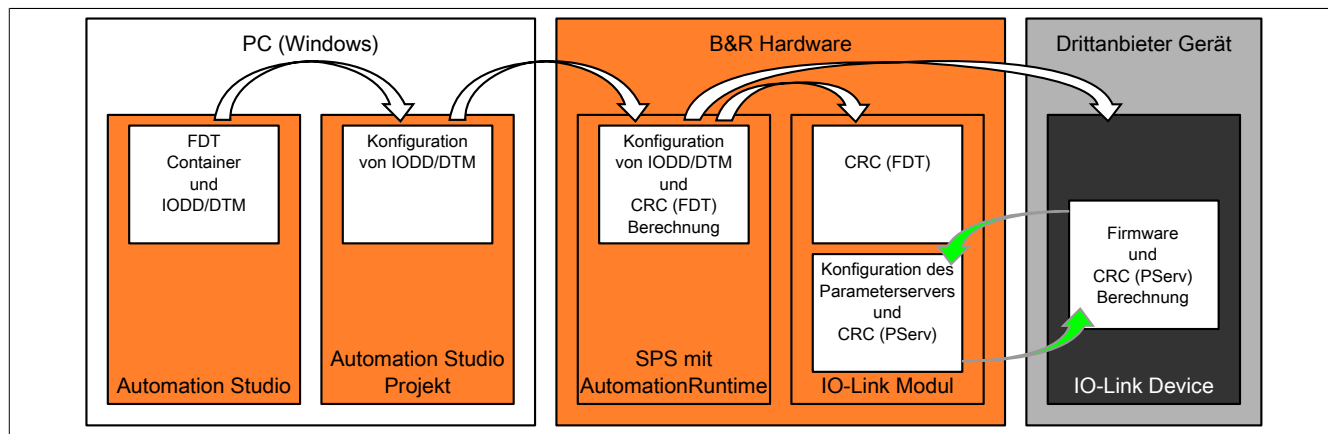 PC (Windows)
B&R Hardware
Drittanbieter Gerät
FDT
Container
und
IODD/DTM
Automation Studio
Konfiguration
von IODD/DTM
Automation Studio
Projekt
Konfiguration
von IODD/DTM
und
CRC (FDT)
Berechnung
SPS mit
AutomationRuntime
CRC (FDT)
Konfiguration des
Parameterservers
und
CRC (PServ)
IO-Link Modul
Firmware
und
CRC (PServ)
Berechnung
IO-Link Device